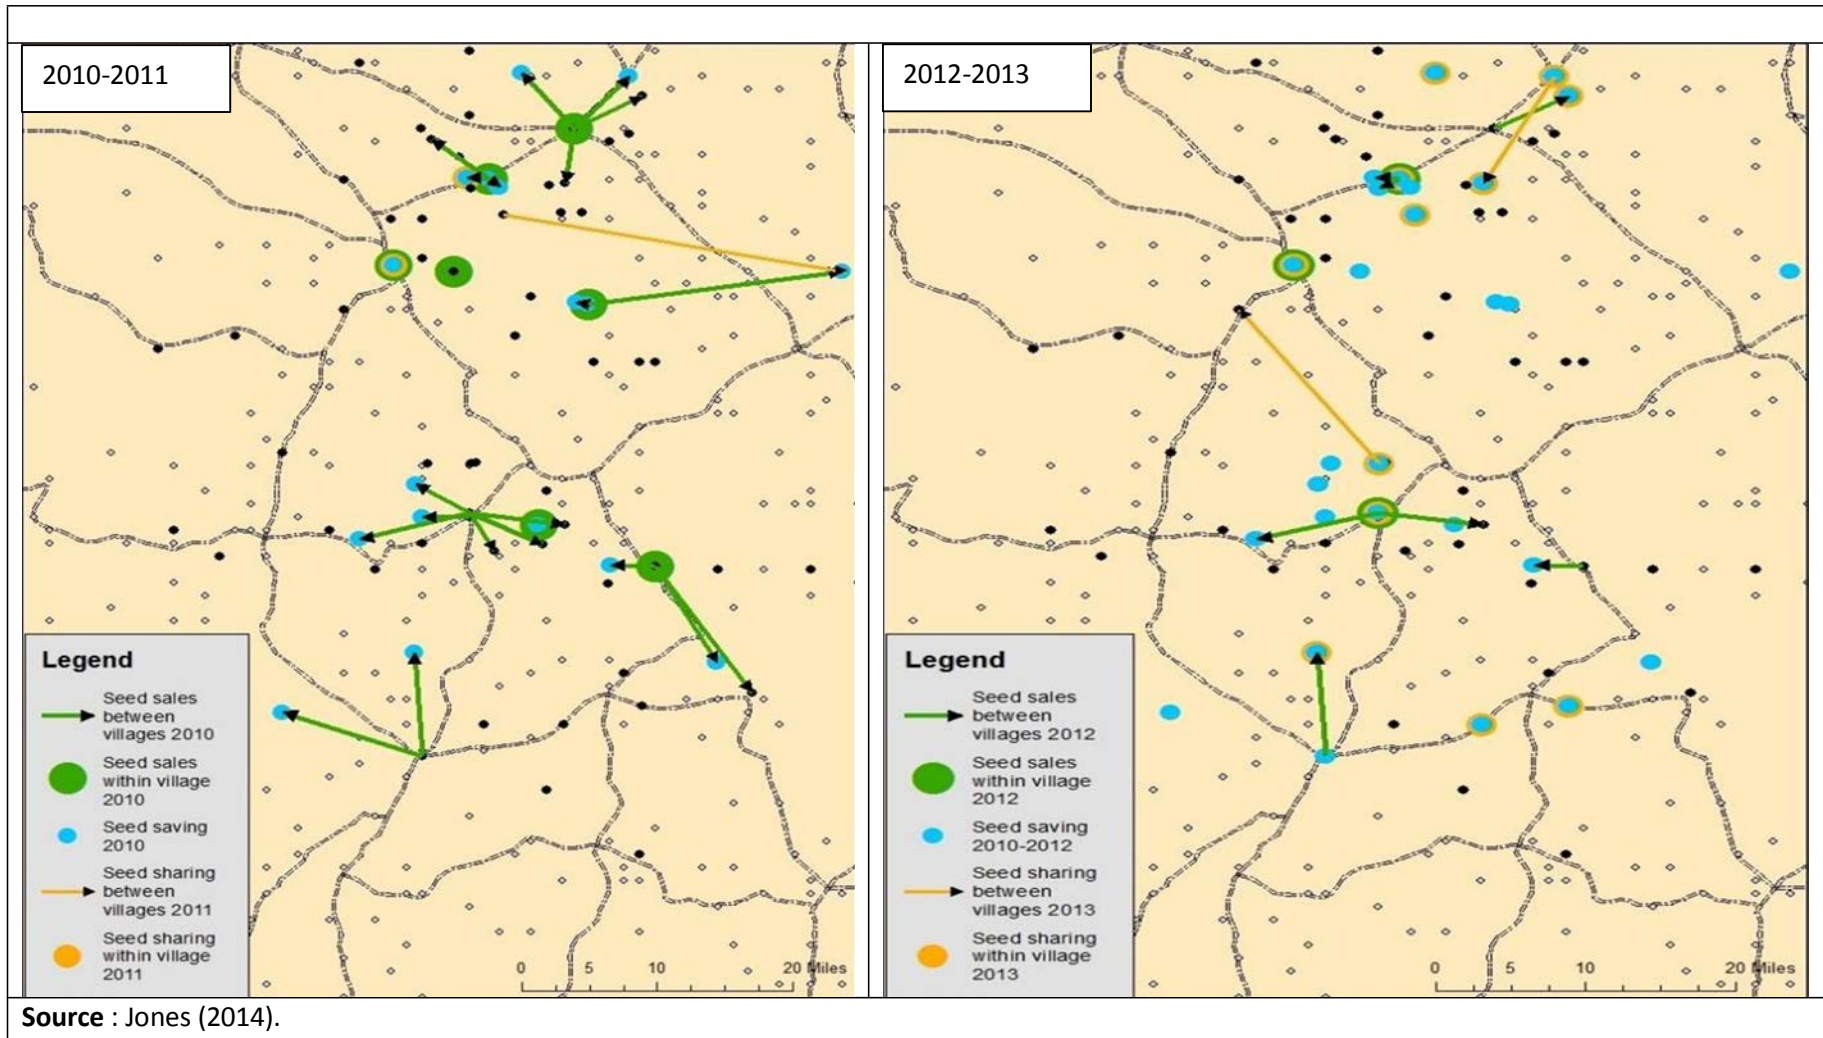 2010-2011
Legend
Seed sales
between
villages 2010
Seed sales
within village
2010
Seed saving
2010
Seed sharing
between
villages 2011
Seed sharing
within village
2011
0 5 10 20 Miles
2012-2013
Legend
Seed sales
between
villages 2012
Seed sales
within village
2012
Seed saving
2010-2012
Seed sharing
between
villages 2013
Seed sharing
within village
2013
0 5 10 20 Miles
Source : Jones (2014).